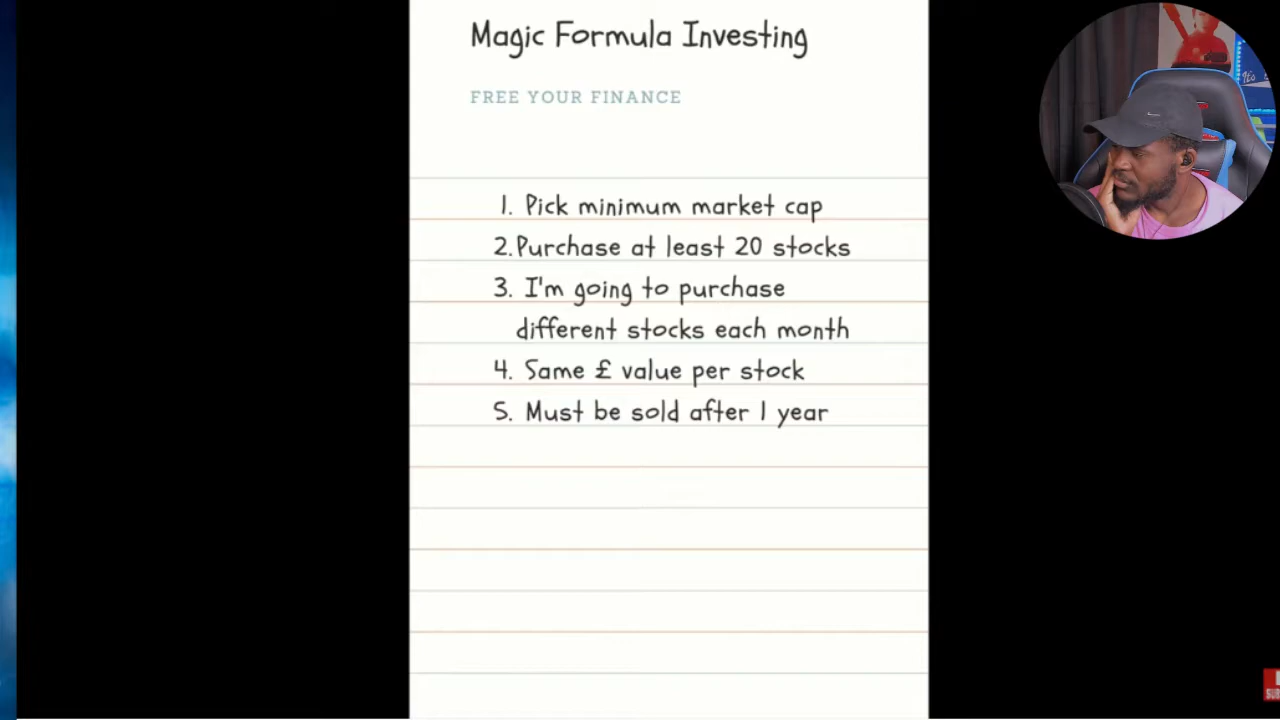 Magic Formula Investing
FREE YOUR FINANCE
1. Pick minimum market cap
2.Purchase at least 20 stocks
3. I'm going to purchase
different stocks each month
4. Same £ value per stock
5. Must be sold after 1 year
It's